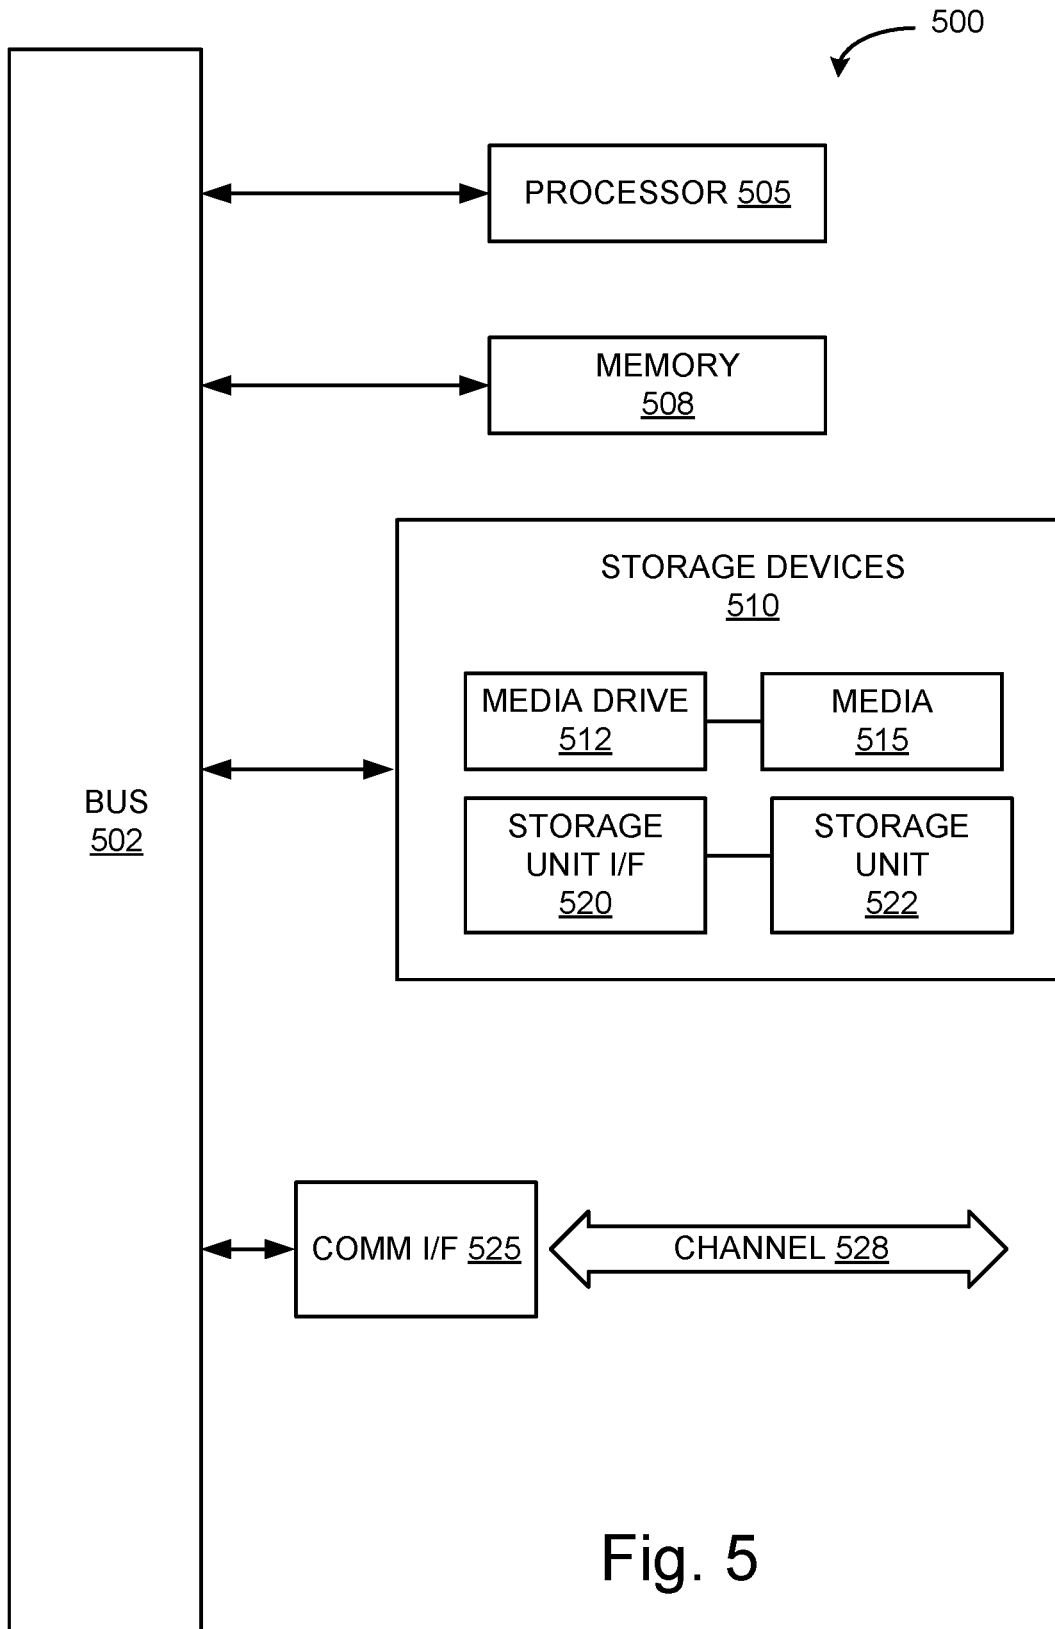 500
PROCESSOR 505
MEMORY
508
STORAGE DEVICES
510
MEDIA DRIVE
512
MEDIA
515
BUS
502
STORAGE
UNIT I/F
520
STORAGE
UNIT
522
COMM I/F 525
CHANNEL 528
Fig. 5